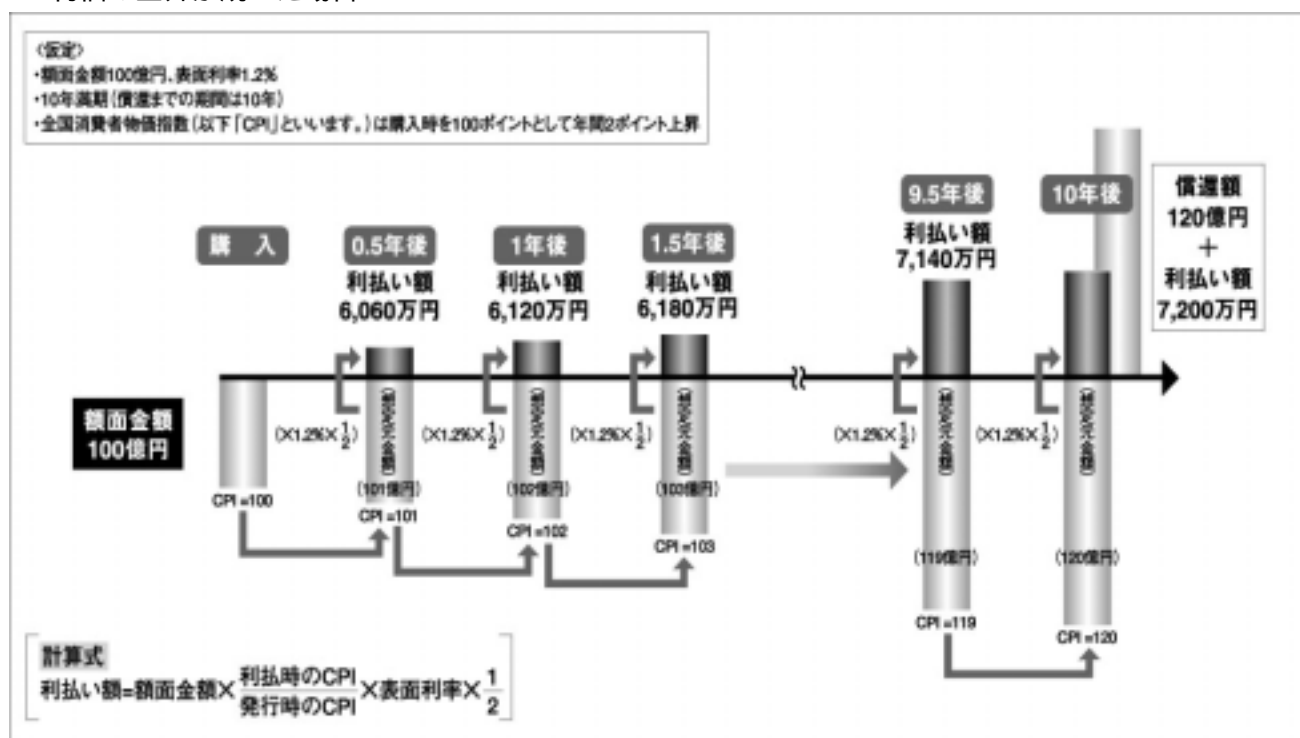 〈仮定〉
・額面金額100億円、表面利率1.2%
・10年満期(償還までの期間は10年)
・全国消費者物価指数(以下「CPI」といいます。)は購入時を100ポイントとして年間2ポイント上昇
購 入
0.5年後
利払い額
6,060万円
1年後
利払い額
6,120万円
1.5年後
利払い額
6,180万円
9.5年後
利払い額
7,140万円
10年後
償還額
120億円
+
利払い額
7,200万円
額面金額
100億円
(×1.2%×1/2)
(×1.2%×1/2)
(×1.2%×1/2)
(×1.2%×1/2)
(×1.2%×1/2)
(101億円)
(102億円)
(103億円)
(119億円)
(120億円)
CPI=100
CPI=101
CPI=102
CPI=103
CPI=119
CPI=120
計算式
利払い額=額面金額×利払時のCPI/発行時のCPI×表面利率×1/2